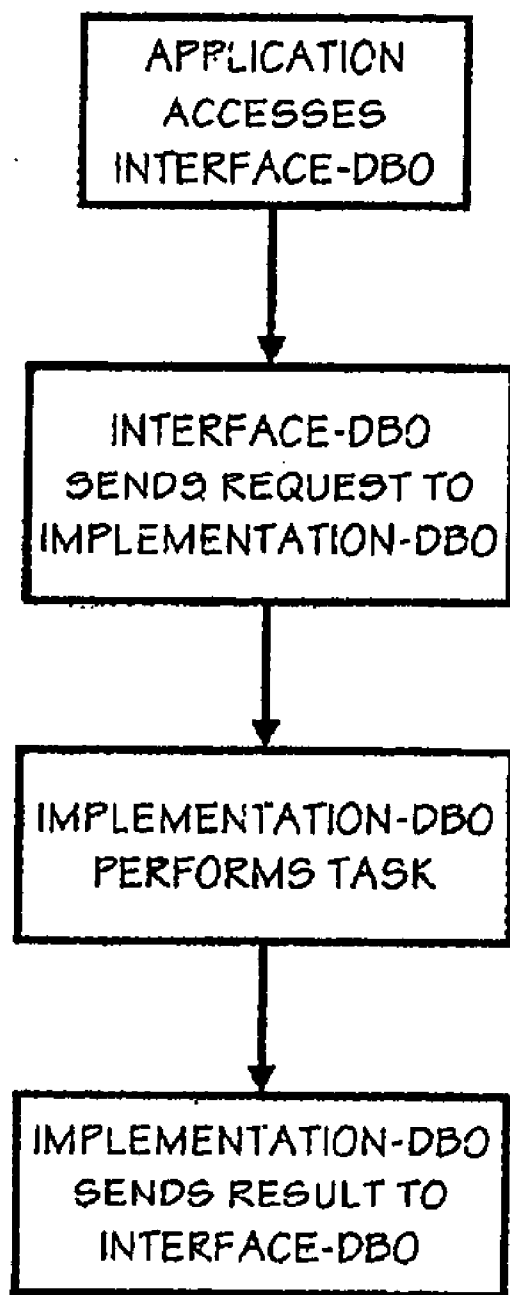 APPLICATION
ACCESSES
INTERFACE-DBO
INTERFACE-DBO
SENDS REQUEST TO
IMPLEMENTATION-DBO
IMPLEMENTATION-DBO
PERFORMS TASK
IMPLEMENTATION-DBO
SENDS RESULT TO
INTERFACE-DBO